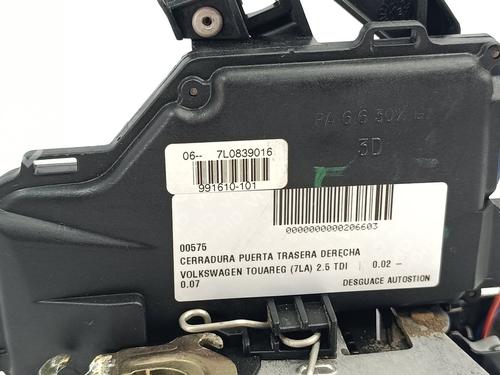 PA 6.6 30%
3D
06-- 7L0839016
991610-101
0000000000206603
00575
CERRADURA PUERTA TRASERA DERECHA
VOLKSWAGEN TOUAREG (7LA) 2.5 TDI | 0.02 –
0.07
DESGUACE AUTOSTION